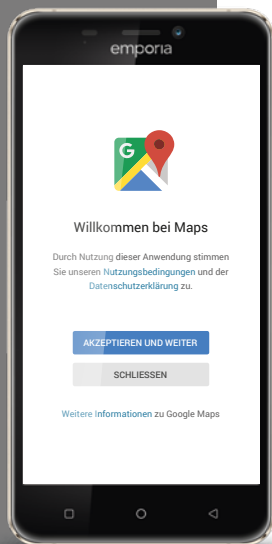 emporia
G
Willkommen bei Maps
Durch Nutzung dieser Anwendung stimmen
Sie unseren Nutzungsbedingungen und der
Datenschutzerklärung zu.
AKZEPTIEREN UND WEITER
SCHLIESSEN
Weitere Informationen zu Google Maps